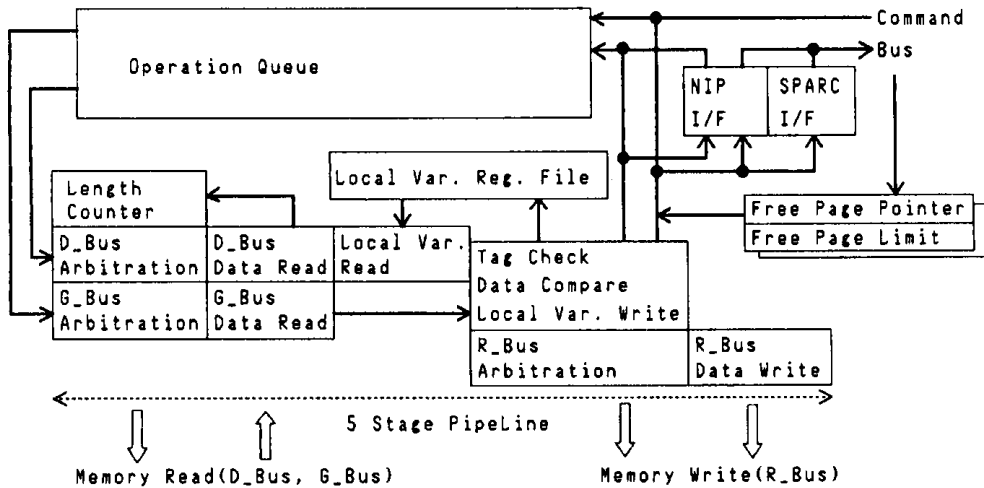 Command
Bus
Operation Queue
NIP
I/F
SPARC
I/F
Local Var. Reg. File
Length
Counter
Free Page Pointer
Free Page Limit
D_Bus
Arbitration
D_Bus
Data Read
Local Var.
Read
Tag Check
Data Compare
Local Var. Write
G_Bus
Arbitration
G_Bus
Data Read
R_Bus
Arbitration
R_Bus
Data Write
5 Stage PipeLine
Memory Read(D_Bus, G_Bus)
Memory Write(R_Bus)